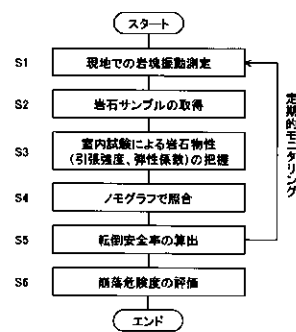 スタート
S1
現地での岩塊振動測定
S2
岩石サンプルの取得
S3
室内試験による岩石物性
(引張強度、弾性係数)の把握
S4
ノモグラフで照合
S5
転倒安全率の算出
S6
崩落危険度の評価
エンド
定期的モニタリング